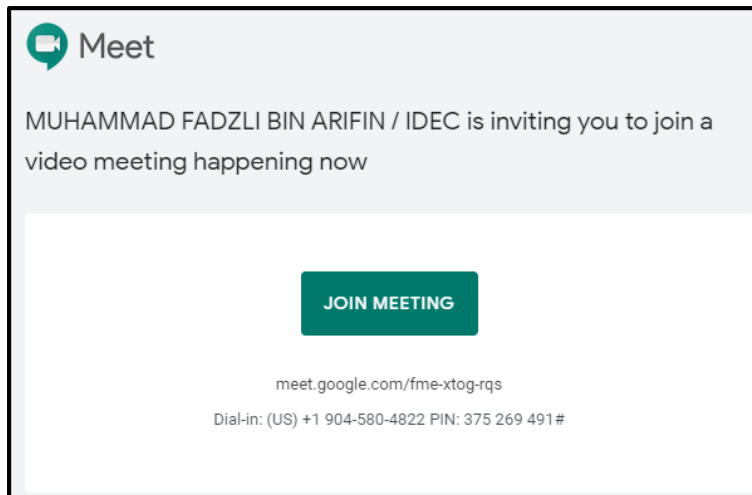 Meet
MUHAMMAD FADZLI BIN ARIFIN / IDEC is inviting you to join a
video meeting happening now
JOIN MEETING
meet.google.com/fme-xtog-rqs
Dial-in: (US) +1 904-580-4822 PIN: 375 269 491#